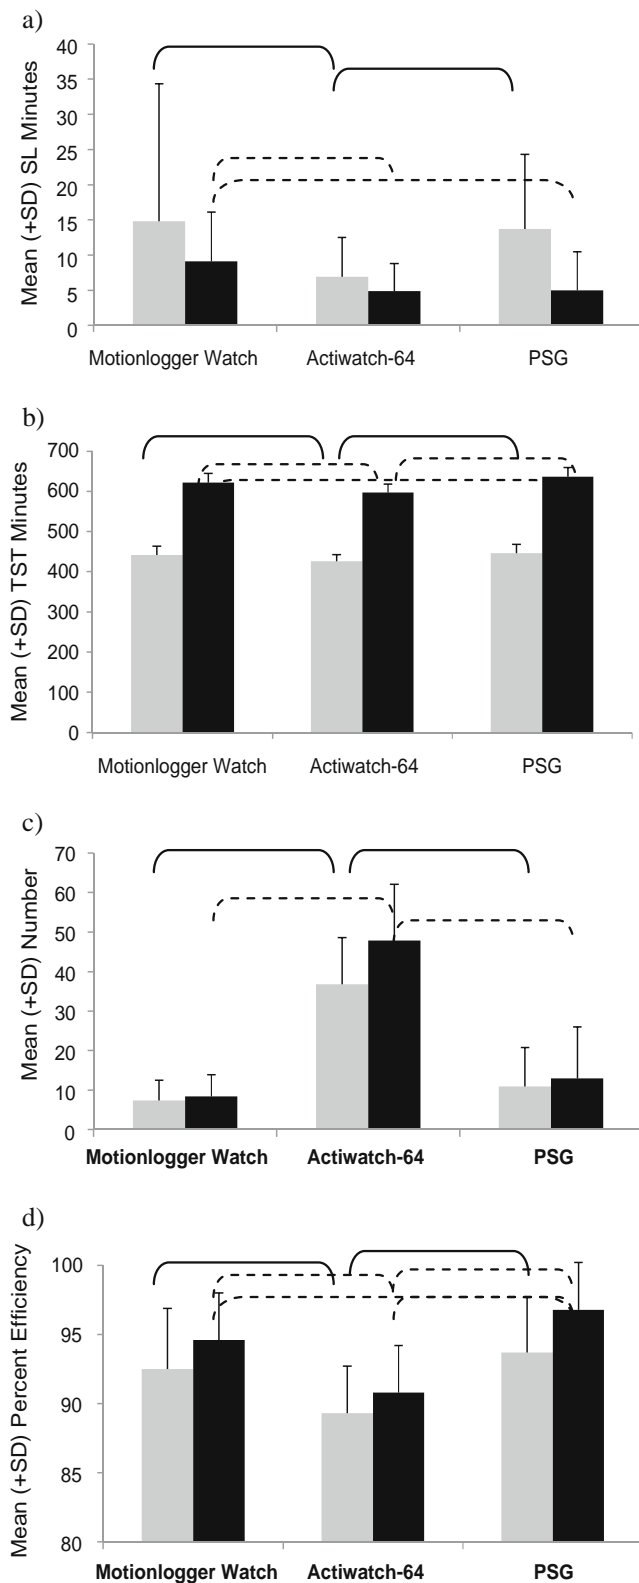 a)
Mean (+SD) SL Minutes
40
35
30
25
20
15
10
5
0
Motionlogger Watch Actiwatch-64 PSG
b)
Mean (+SD) TST Minutes
700
600
500
400
300
200
100
0
Motionlogger Watch Actiwatch-64 PSG
c)
Mean (+SD) Number
70
60
50
40
30
20
10
0
Motionlogger Watch Actiwatch-64 PSG
d)
Mean (+SD) Percent Efficiency
100
95
90
85
80
Motionlogger Watch Actiwatch-64 PSG